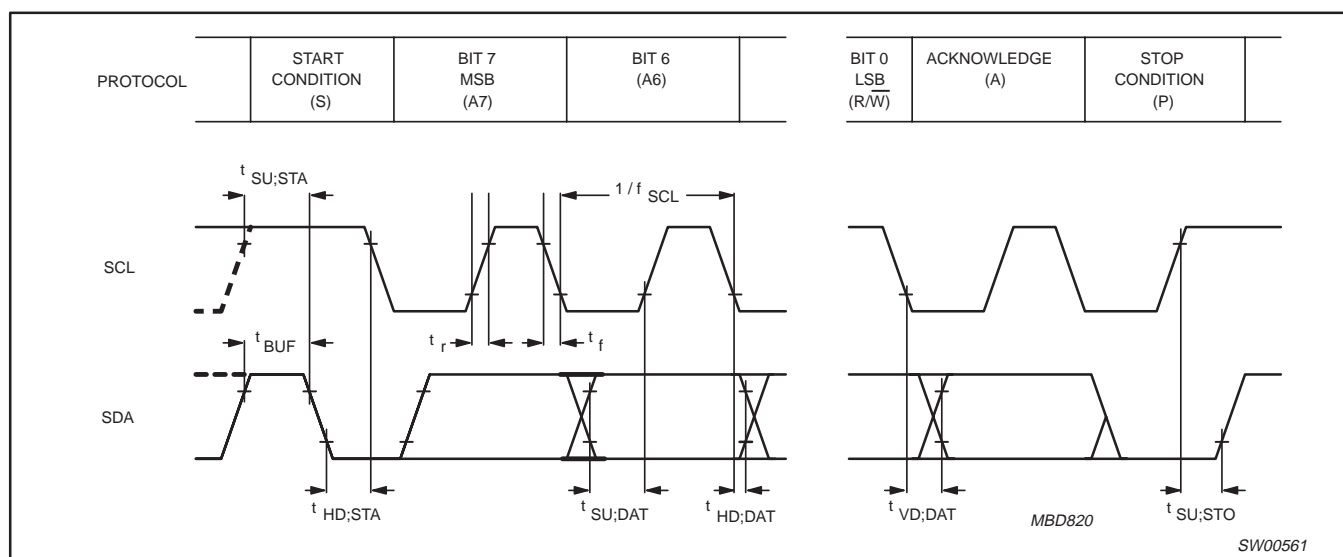 PROTOCOL
START
CONDITION
(S)
BIT 7
MSB
(A7)
BIT 6
(A6)
BIT 0
LSB
(R/W̅)
ACKNOWLEDGE
(A)
STOP
CONDITION
(P)
t SU;STA
1 / f SCL
SCL
t BUF
t r
t f
SDA
t HD;STA
t SU;DAT
t HD;DAT
t VD;DAT
MBD820
t SU;STO
SW00561